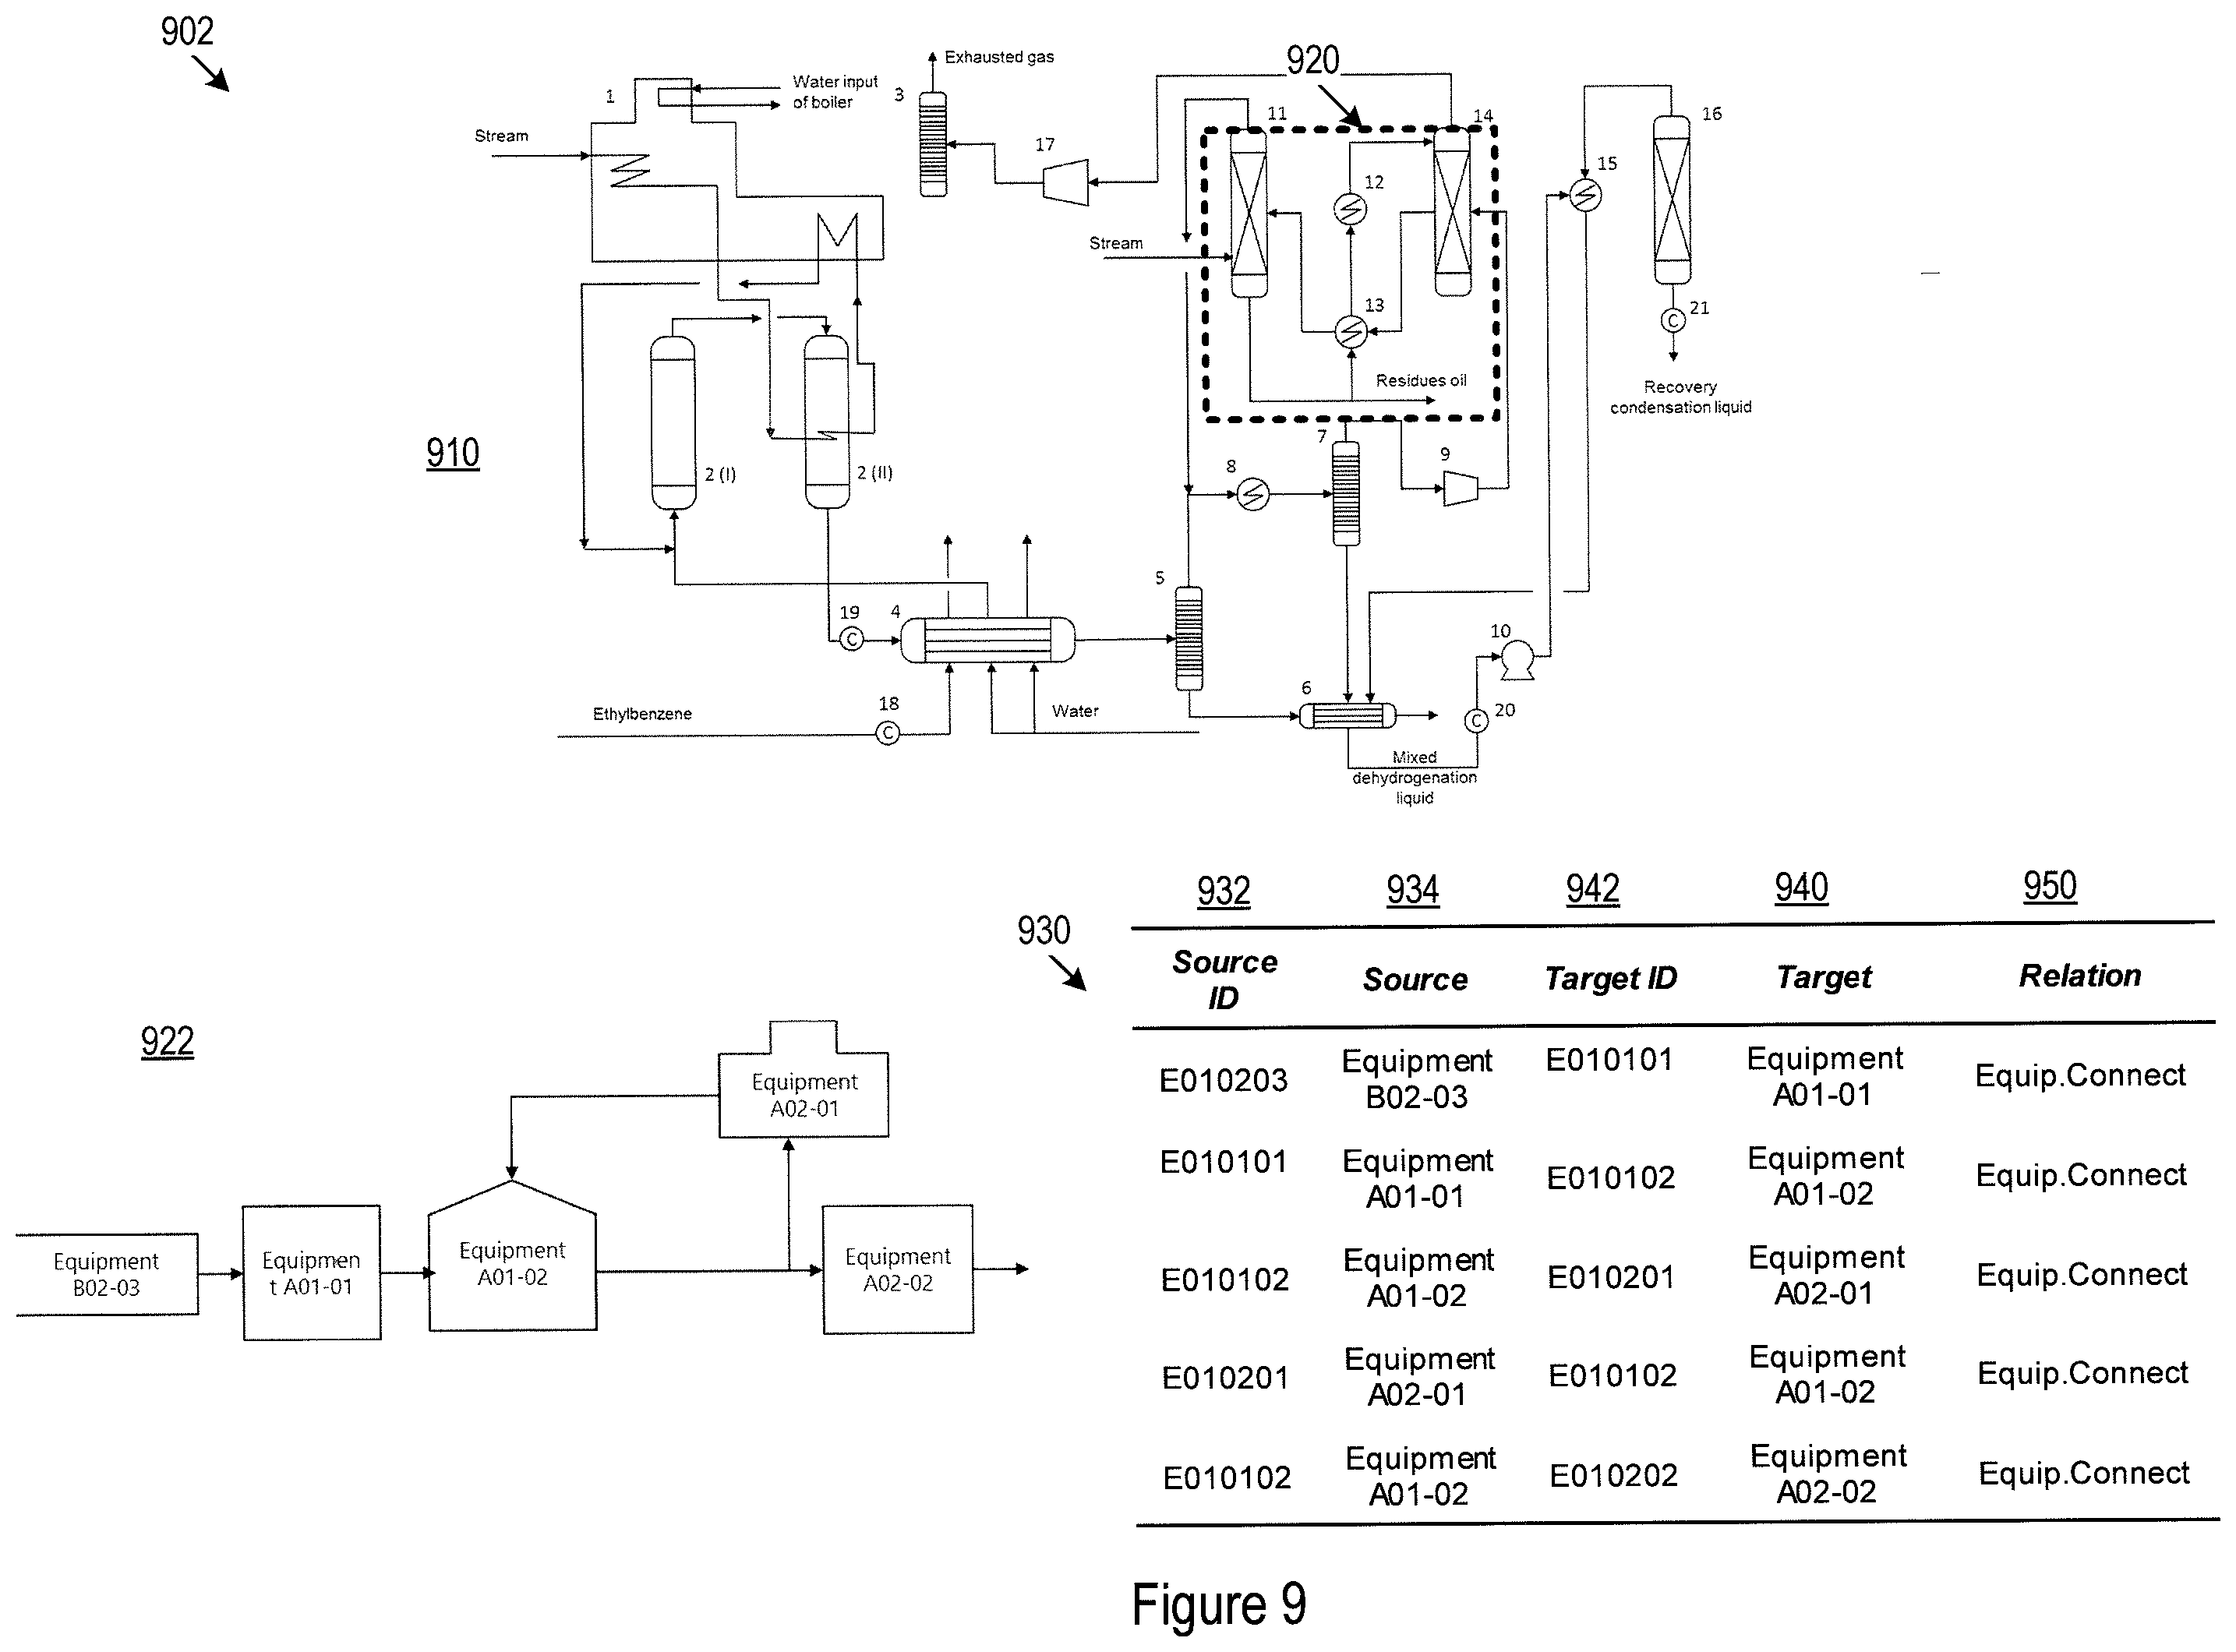 902
920
Exhausted gas
Water input
of boiler
1
3
11
14
16
Stream
17
15
12
Stream
13
21
Residues oil
Recovery
condensation liquid
910
7
8
9
2 (I)
2 (II)
5
19
4
C
C
10
6
18
20
Ethylbenzene
Water
C
C
Mixed
dehydrogenation
liquid
932
934
942
940
950
930
Source
ID
Source
Target ID
Target
Relation
E010203
Equipment
B02-03
E010101
Equipment
A01-01
Equip.Connect
E010101
Equipment
A01-01
E010102
Equipment
A01-02
Equip.Connect
E010102
Equipment
A01-02
E010201
Equipment
A02-01
Equip.Connect
E010201
Equipment
A02-01
E010102
Equipment
A01-02
Equip.Connect
E010102
Equipment
A01-02
E010202
Equipment
A02-02
Equip.Connect
922
Equipment
A02-01
Equipment
B02-03
Equipmen
t A01-01
Equipment
A01-02
Equipment
A02-02
Figure 9